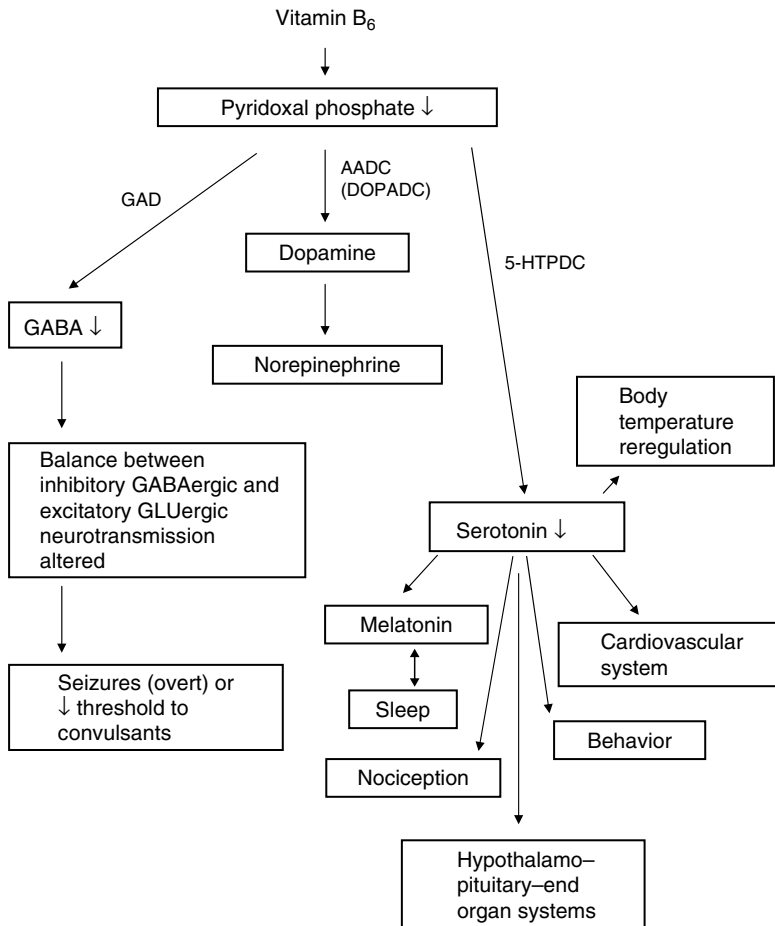 Vitamin B6
Pyridoxal phosphate ↓
GAD
AADC
(DOPADC)
5-HTPDC
Dopamine
GABA ↓
Norepinephrine
Body
temperature
reregulation
Balance between
inhibitory GABAergic and
excitatory GLUergic
neurotransmission
altered
Serotonin ↓
Melatonin
Cardiovascular
system
Seizures (overt) or
↓ threshold to
convulsants
Sleep
Behavior
Nociception
Hypothalamo–
pituitary–end
organ systems